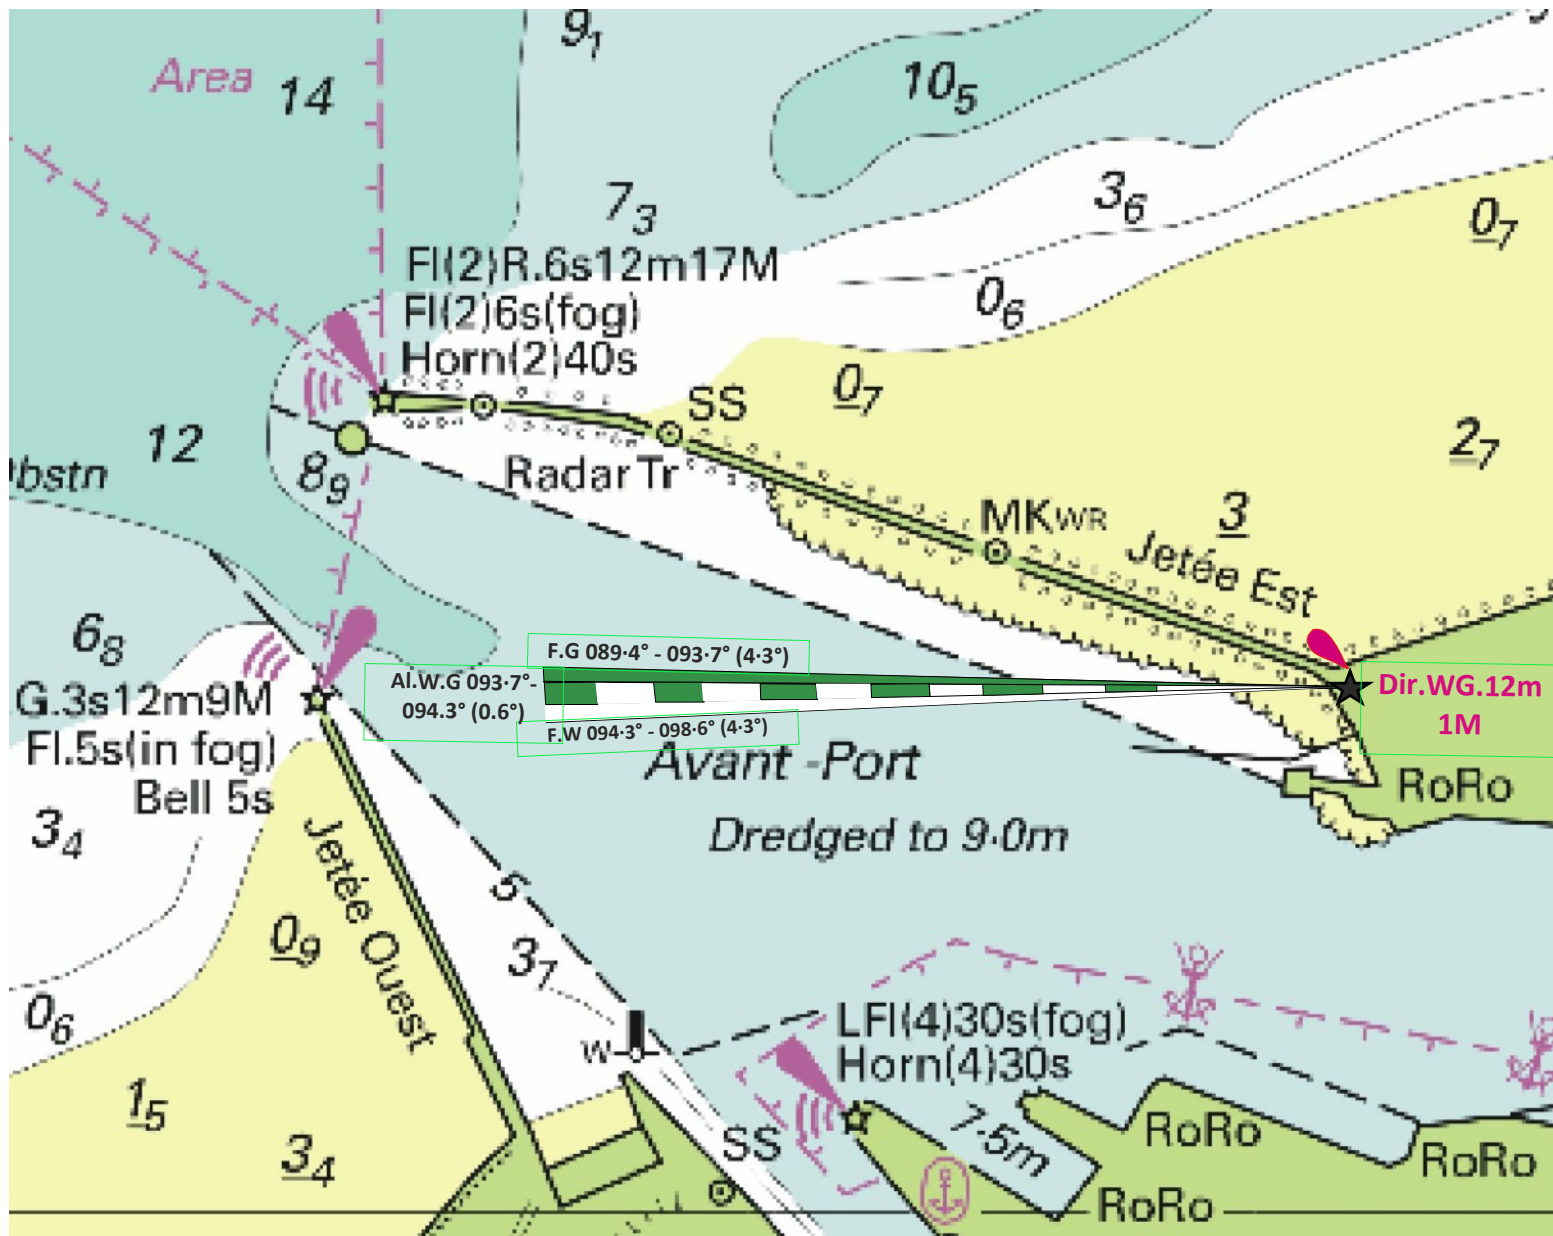 9₁
Area
14
10₅
7₃
3₆
0₇
Fl(2)R.6s12m17M
Fl(2)6s(fog)
Horn(2)40s
0₆
0₇
SS
12
bstn
8₉
Radar Tr
2₇
MKWR
3
Jetée Est
6₈
F.G 089·4° - 093·7° (4·3°)
Al.W.G 093·7°-
094.3° (0.6°)
F.W 094·3° - 098·6° (4·3°)
Dir.WG.12m
1M
G.3s12m9M
Fl.5s(in fog)
Bell 5s
Avant -Port
RoRo
3₄
Dredged to 9·0m
Jetée Ouest
5
0₉
3₁
0₆
W
LFl(4)30s(fog)
Horn(4)30s
1₅
3₄
SS
7·5m
RoRo
RoRo
RoRo